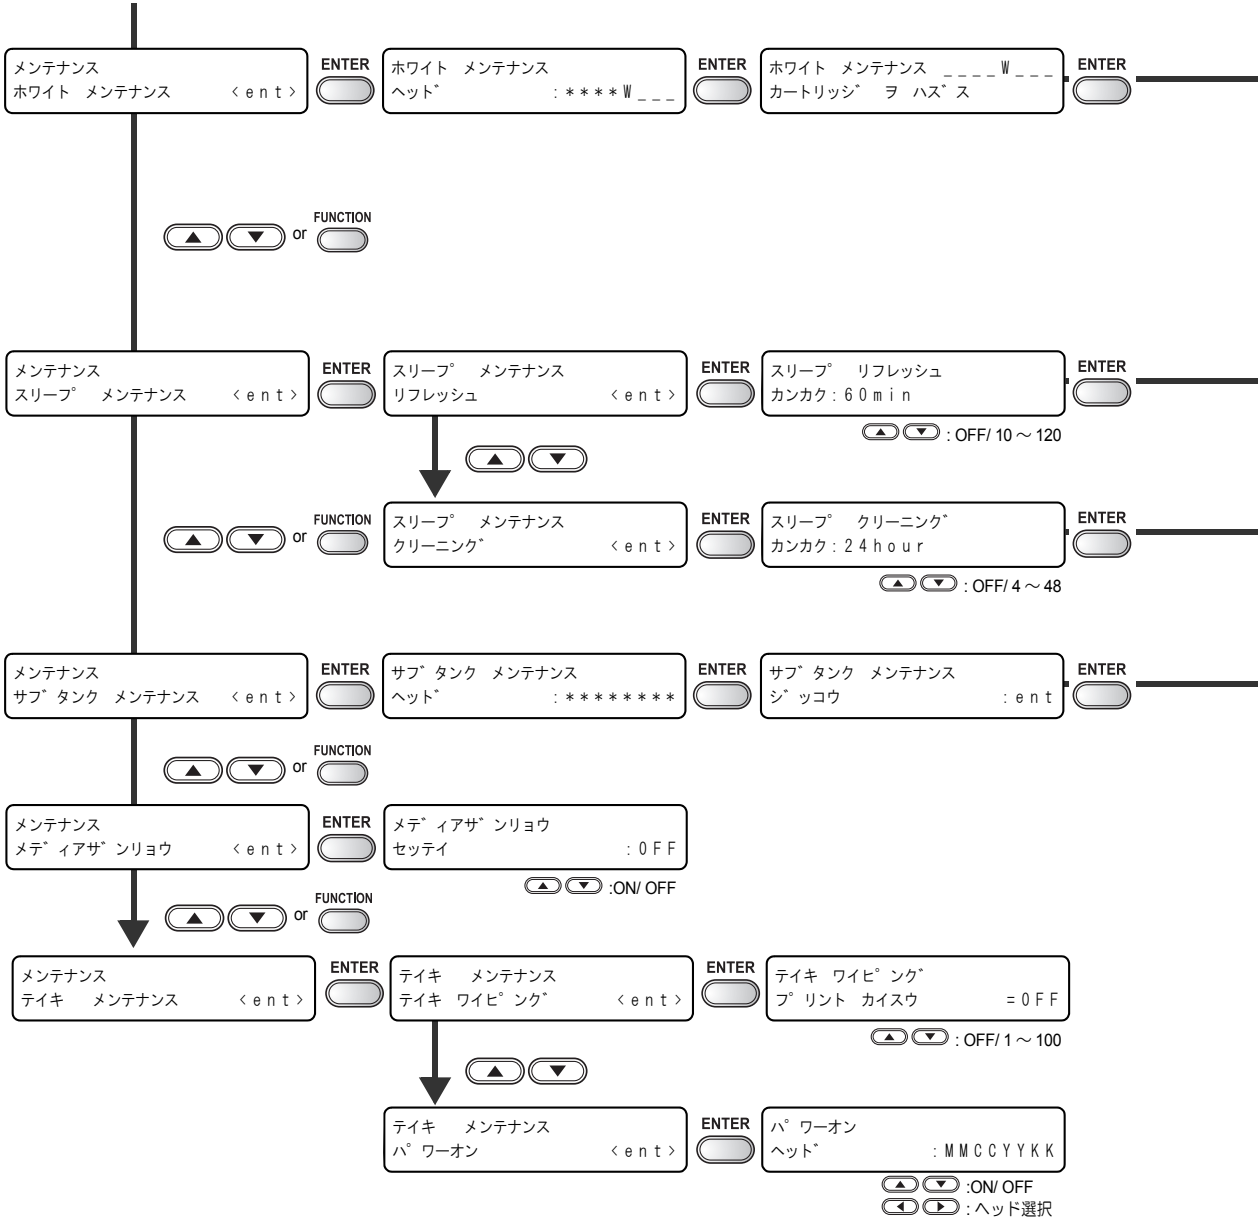 メンテナンス
ホワイト メンテナンス <ent>
ENTER
ホワイト メンテナンス
ヘッド :****W___
ENTER
ホワイト メンテナンス ____W___
カートリッジ ヲ ハズス
ENTER
▲ ▼ or FUNCTION
メンテナンス
スリープ メンテナンス <ent>
ENTER
スリープ メンテナンス
リフレッシュ <ent>
ENTER
スリープ リフレッシュ
カンカク:60min
ENTER
▲ ▼ : OFF/ 10～120
▲ ▼
▲ ▼ or FUNCTION
スリープ メンテナンス
クリーニング <ent>
ENTER
スリープ クリーニング
カンカク:24hour
ENTER
▲ ▼ : OFF/ 4～48
メンテナンス
サブタンク メンテナンス <ent>
ENTER
サブタンク メンテナンス
ヘッド :********
ENTER
サブタンク メンテナンス
ジッコウ :ent
ENTER
▲ ▼ or FUNCTION
メンテナンス
メディアザンリョウ <ent>
ENTER
メディアザンリョウ
セッテイ :OFF
▲ ▼ :ON/ OFF
▲ ▼ or FUNCTION
メンテナンス
テイキ メンテナンス <ent>
ENTER
テイキ メンテナンス
テイキ ワイピング <ent>
ENTER
テイキ ワイピング
プリント カイスウ =OFF
▲ ▼ : OFF/ 1～100
▲ ▼
テイキ メンテナンス
パワーオン <ent>
ENTER
パワーオン
ヘッド :MMCCYYKK
▲ ▼ :ON/ OFF
◀ ▶ : ヘッド選択